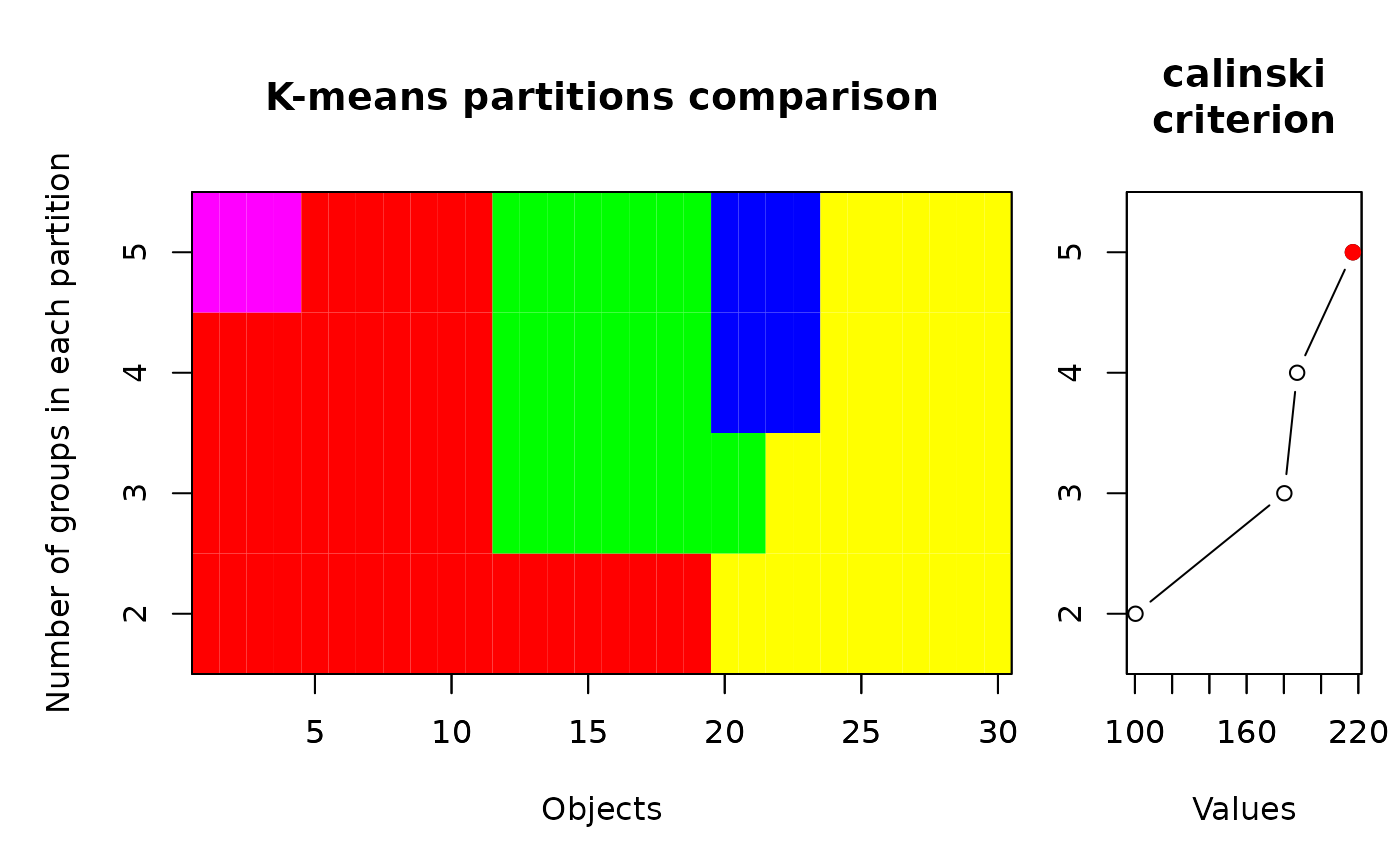 K-means partitions comparison
calinski
criterion
Number of groups in each partition
5
4
3
2
5
10
15
20
25
30
Objects
5
4
3
2
100
160
220
Values